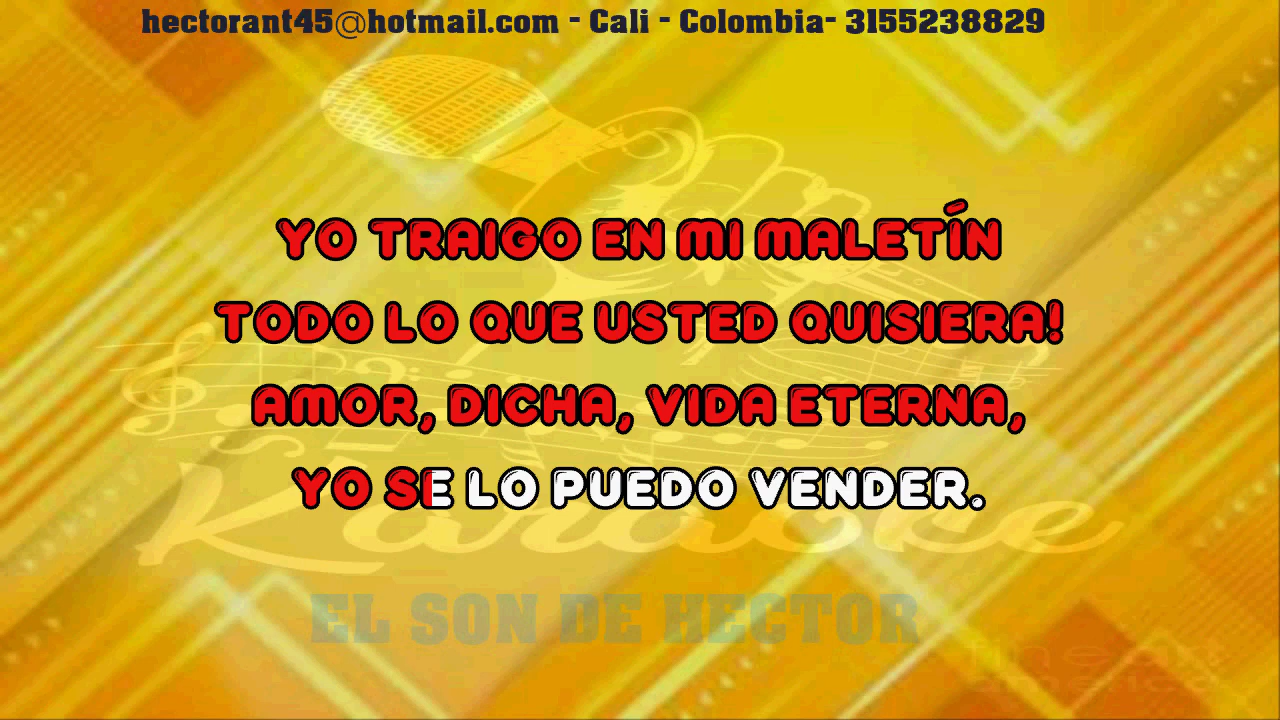 hectorant45@hotmail.com - Cali - Colombia- 3155238829
YO TRAIGO EN MI MALETÍN
TODO LO QUE USTED QUISIERA!
AMOR, DICHA, VIDA ETERNA,
YO SE LO PUEDO VENDER.
Karaoke
EL SON DE HECTOR